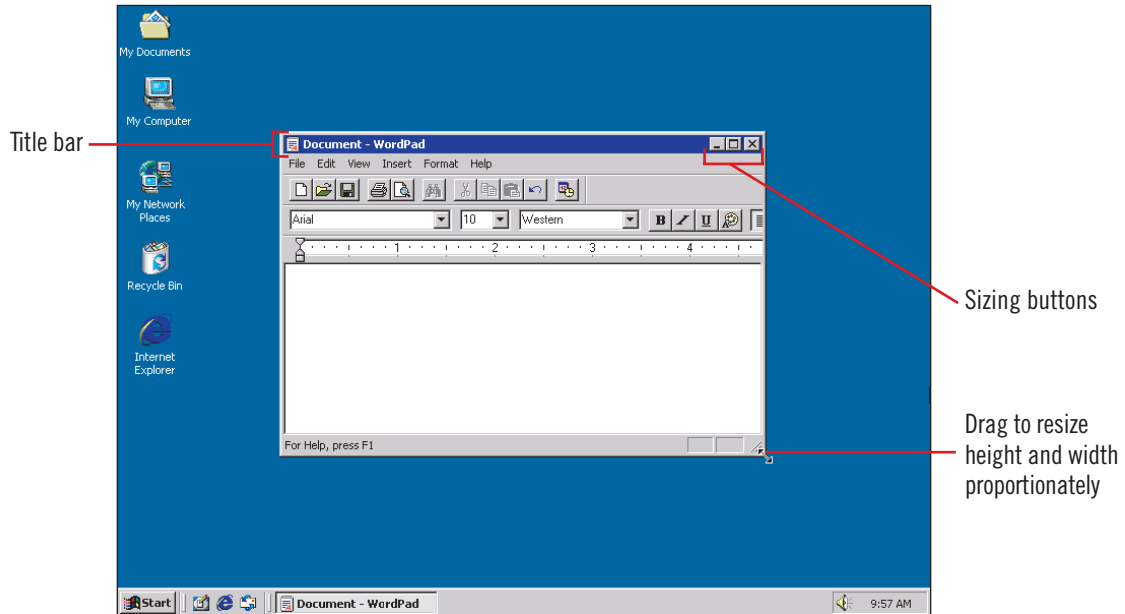 My Documents
My Computer
My Network
Places
Recycle Bin
Internet
Explorer
Title bar
Document - WordPad
File Edit View Insert Format Help
Arial 10 Western B I U
1 2 3 4
For Help, press F1
Sizing buttons
Drag to resize
height and width
proportionately
Start Document - WordPad 9:57 AM